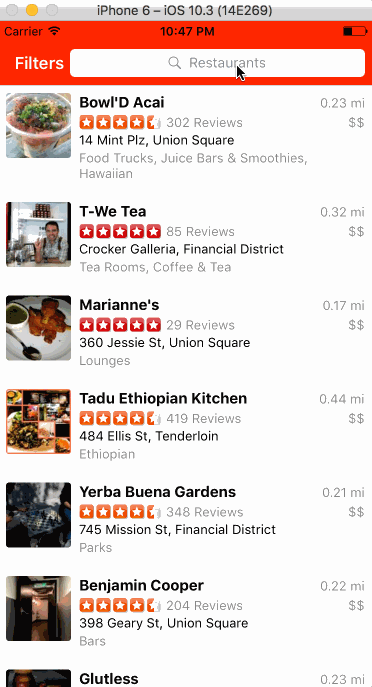 iPhone 6 – iOS 10.3 (14E269)
Carrier 10:47 PM
Filters Restaurants
Bowl'D Acai 0.23 mi
302 Reviews $$
14 Mint Plz, Union Square
Food Trucks, Juice Bars & Smoothies,
Hawaiian
T-We Tea 0.32 mi
85 Reviews $$
Crocker Galleria, Financial District
Tea Rooms, Coffee & Tea
Marianne's 0.17 mi
29 Reviews $$
360 Jessie St, Union Square
Lounges
Tadu Ethiopian Kitchen 0.44 mi
419 Reviews $$
484 Ellis St, Tenderloin
Ethiopian
Yerba Buena Gardens 0.21 mi
348 Reviews $$
745 Mission St, Financial District
Parks
Benjamin Cooper 0.22 mi
204 Reviews $$
398 Geary St, Union Square
Bars
Glutless 0.23 mi